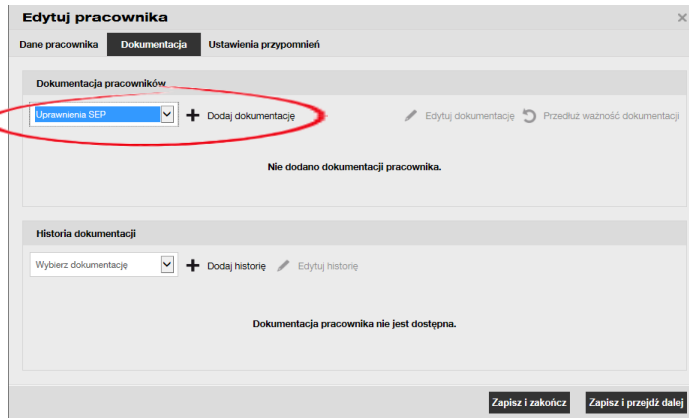 Edytuj pracownika
Dane pracownika Dokumentacja Ustawienia przypomnień
Dokumentacja pracowników
Uprawnienia SEP Dodaj dokumentację Edytuj dokumentację Przedłuż ważność dokumentacji
Nie dodano dokumentacji pracownika.
Historia dokumentacji
Wybierz dokumentację Dodaj historię Edytuj historię
Dokumentacja pracownika nie jest dostępna.
Zapisz i zakończ Zapisz i przejdź dalej